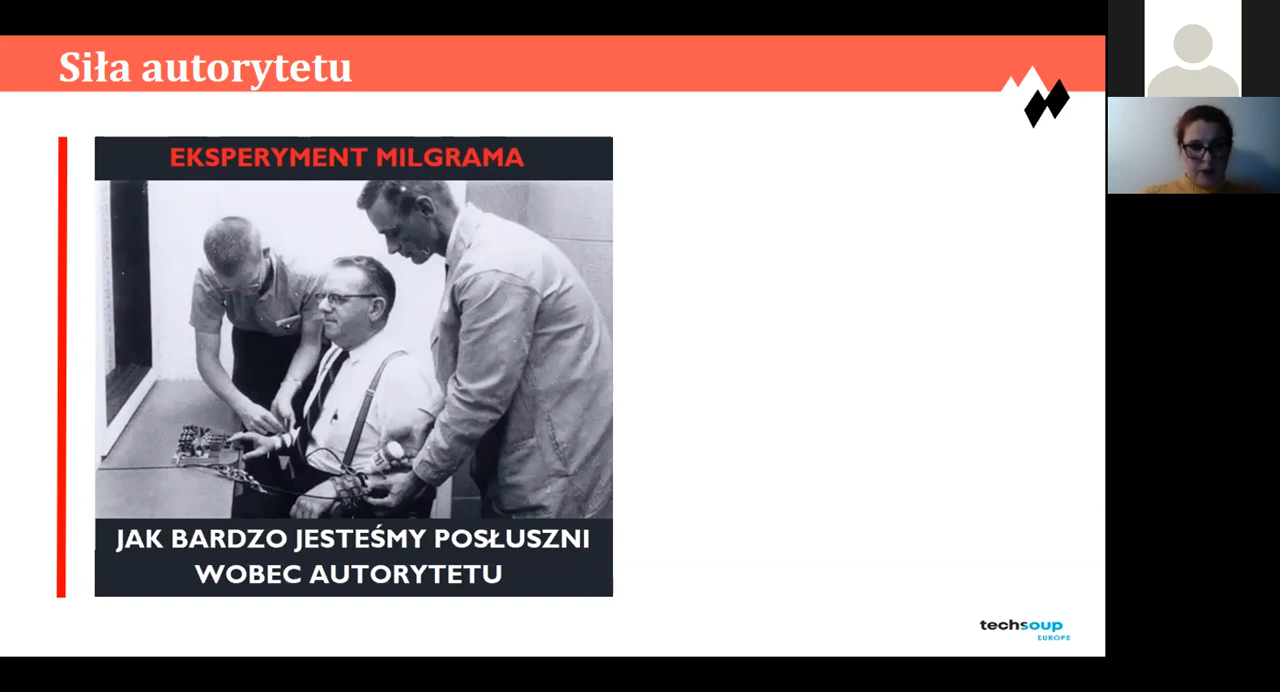 Siła autorytetu
EKSPERYMENT MILGRAMA
JAK BARDZO JESTEŚMY POSŁUSZNI
WOBEC AUTORYTETU
techsoup
EUROPE